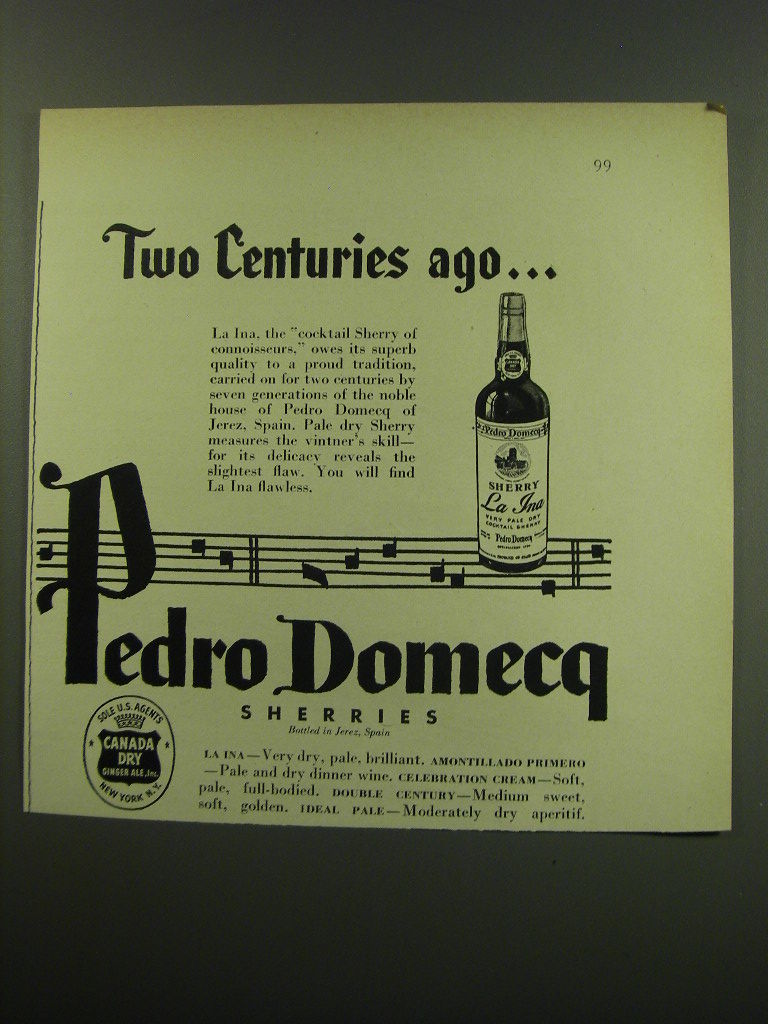 99
Two Centuries ago...
La Ina, the "cocktail Sherry of
connoisseurs," owes its superb
quality to a proud tradition,
carried on for two centuries by
seven generations of the noble
house of Pedro Domecq of
Jerez, Spain. Pale dry Sherry
measures the vintner's skill—
for its delicacy reveals the
slightest flaw. You will find
La Ina flawless.
Pedro Domecq
SHERRY
La Ina
VERY PALE DRY
COCKTAIL SHERRY
Pedro Domecq
Pedro Domecq
SHERRIES
Bottled in Jerez, Spain
SOLE U.S. AGENTS
CANADA
DRY
GINGER ALE, Inc.
NEW YORK N.Y.
LA INA—Very dry, pale, brilliant. AMONTILLADO PRIMERO
—Pale and dry dinner wine. CELEBRATION CREAM—Soft,
pale, full-bodied. DOUBLE CENTURY—Medium sweet,
soft, golden. IDEAL PALE—Moderately dry aperitif.